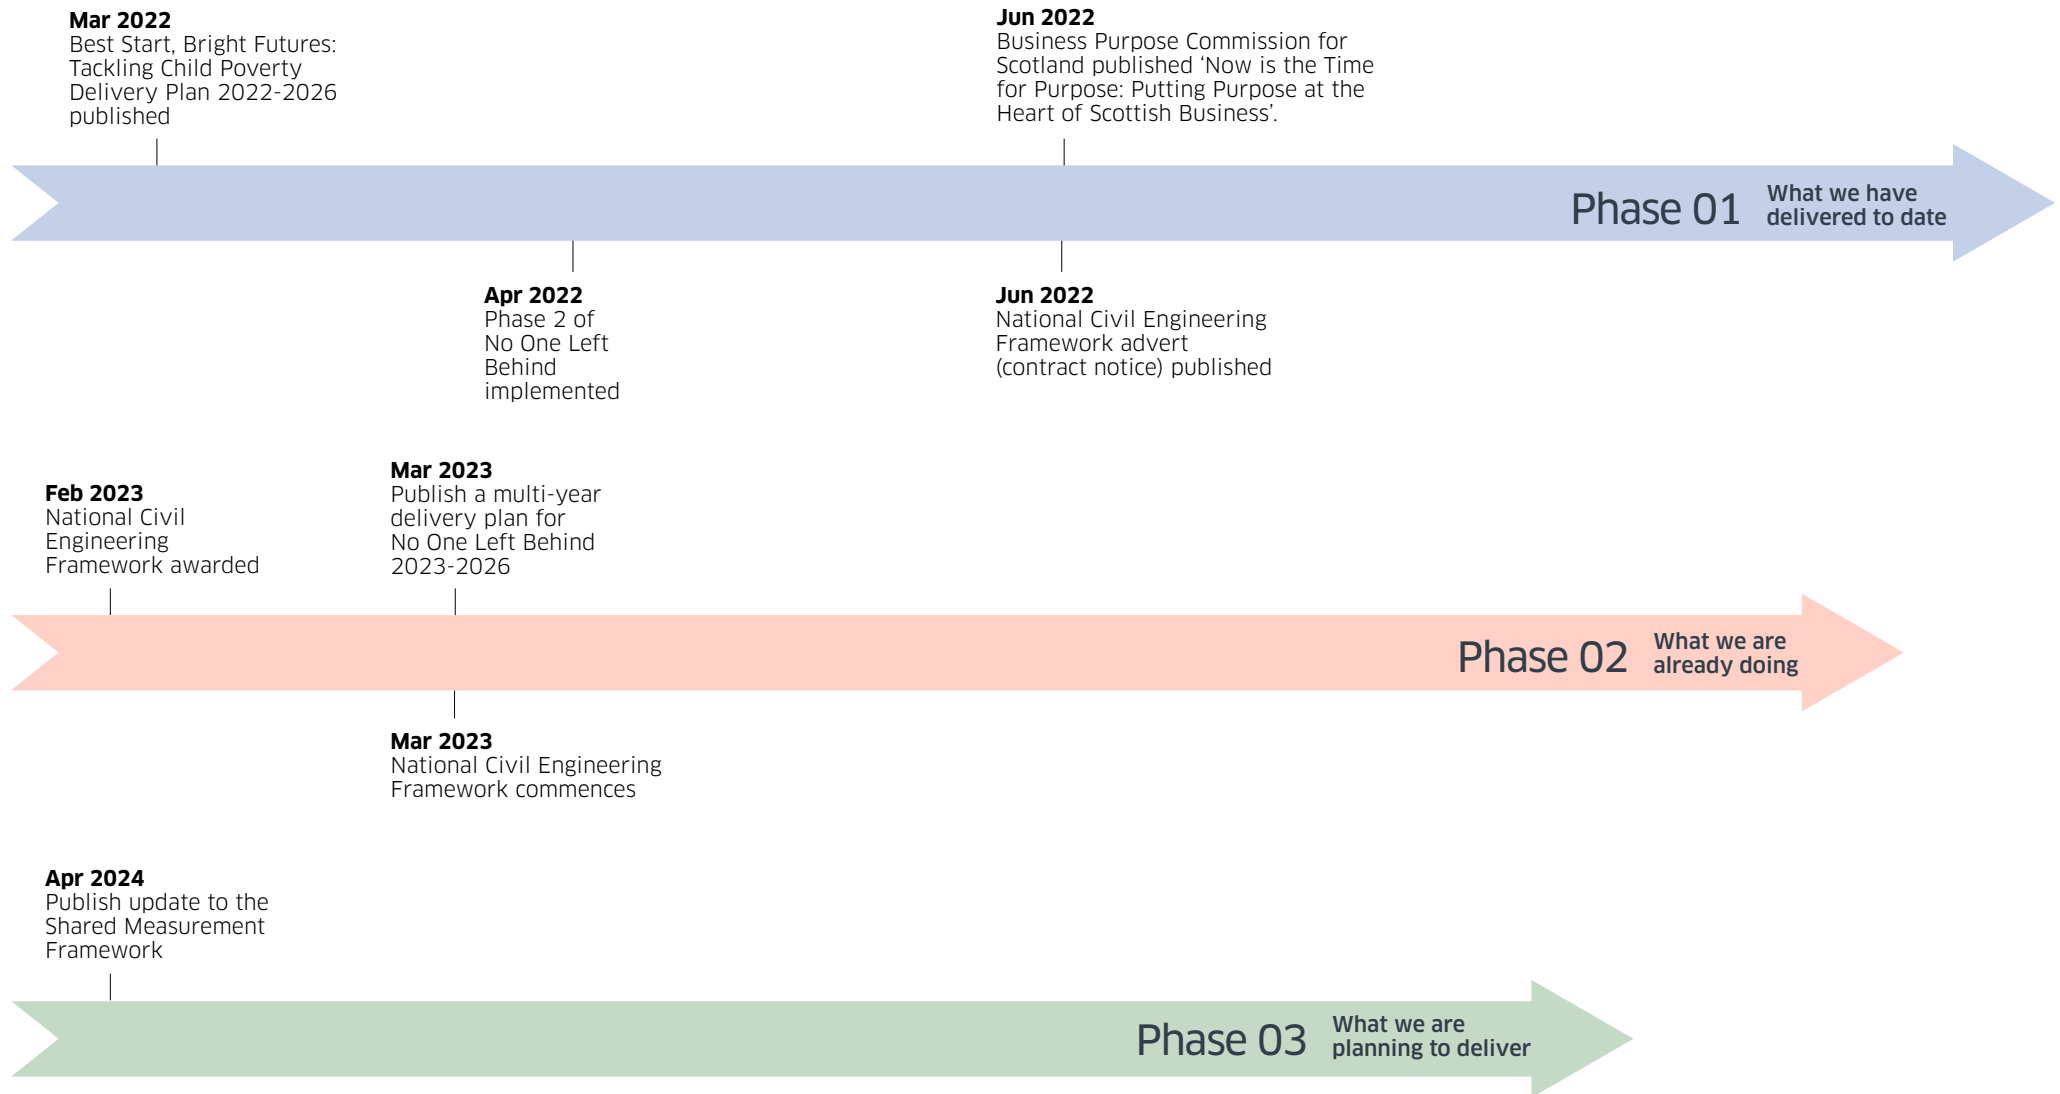 Mar 2022
Best Start, Bright Futures:
Tackling Child Poverty
Delivery Plan 2022-2026
published
Jun 2022
Business Purpose Commission for
Scotland published ‘Now is the Time
for Purpose: Putting Purpose at the
Heart of Scottish Business’.
Phase 01
What we have
delivered to date
Apr 2022
Phase 2 of
No One Left
Behind
implemented
Jun 2022
National Civil Engineering
Framework advert
(contract notice) published
Feb 2023
National Civil
Engineering
Framework awarded
Mar 2023
Publish a multi-year
delivery plan for
No One Left Behind
2023-2026
Phase 02
What we are
already doing
Mar 2023
National Civil Engineering
Framework commences
Apr 2024
Publish update to the
Shared Measurement
Framework
Phase 03
What we are
planning to deliver